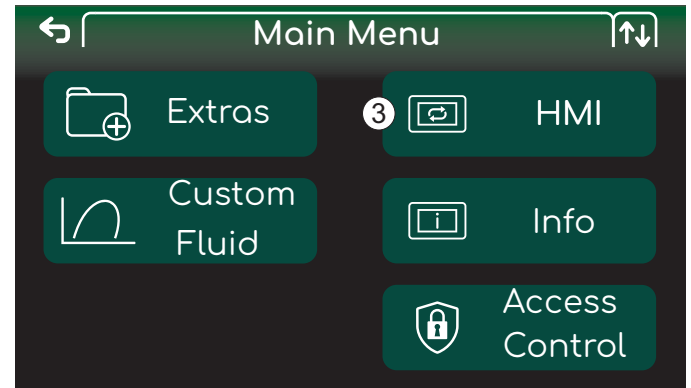 Main Menu
Extras
3
HMI
Custom
Fluid
Info
Access
Control